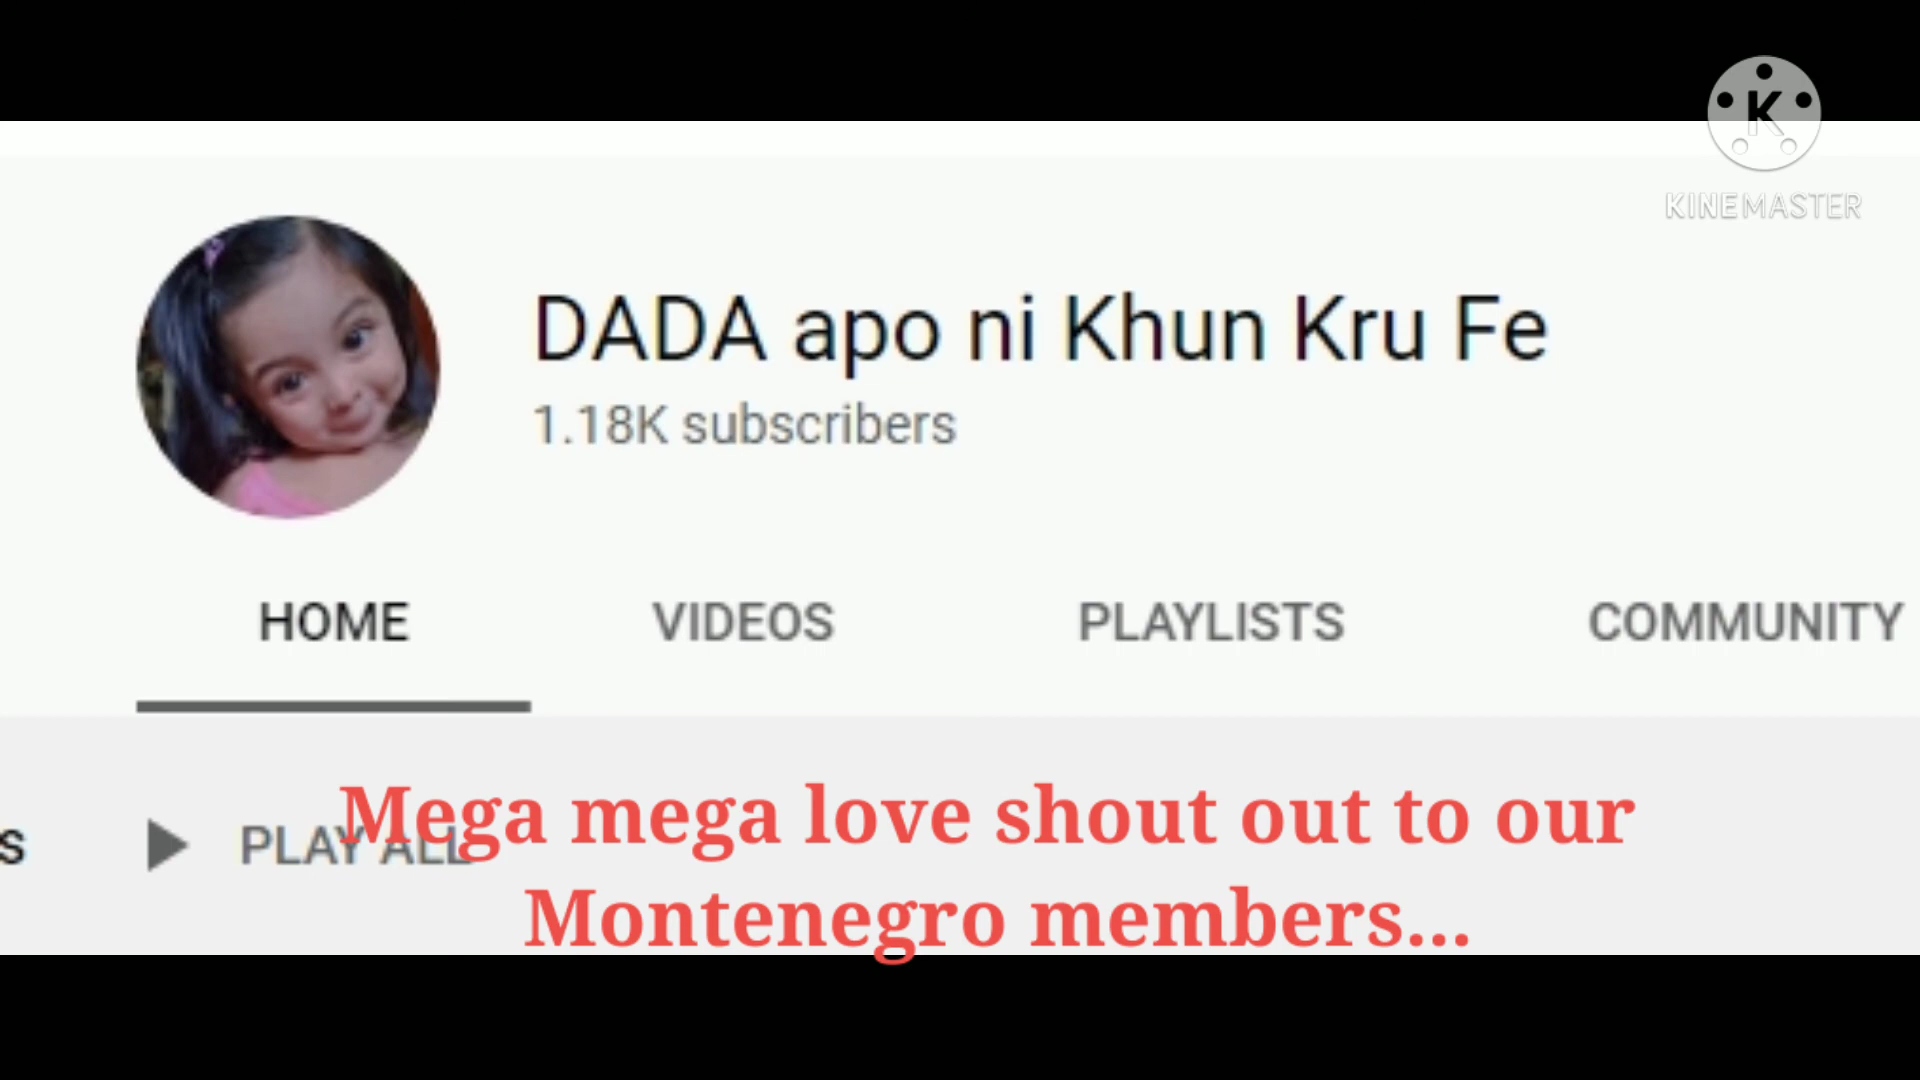 K
KINEMASTER
DADA apo ni Khun Kru Fe
1.18K subscribers
HOME VIDEOS PLAYLISTS COMMUNITY
S PLAY ALL
Mega mega love shout out to our
Montenegro members...